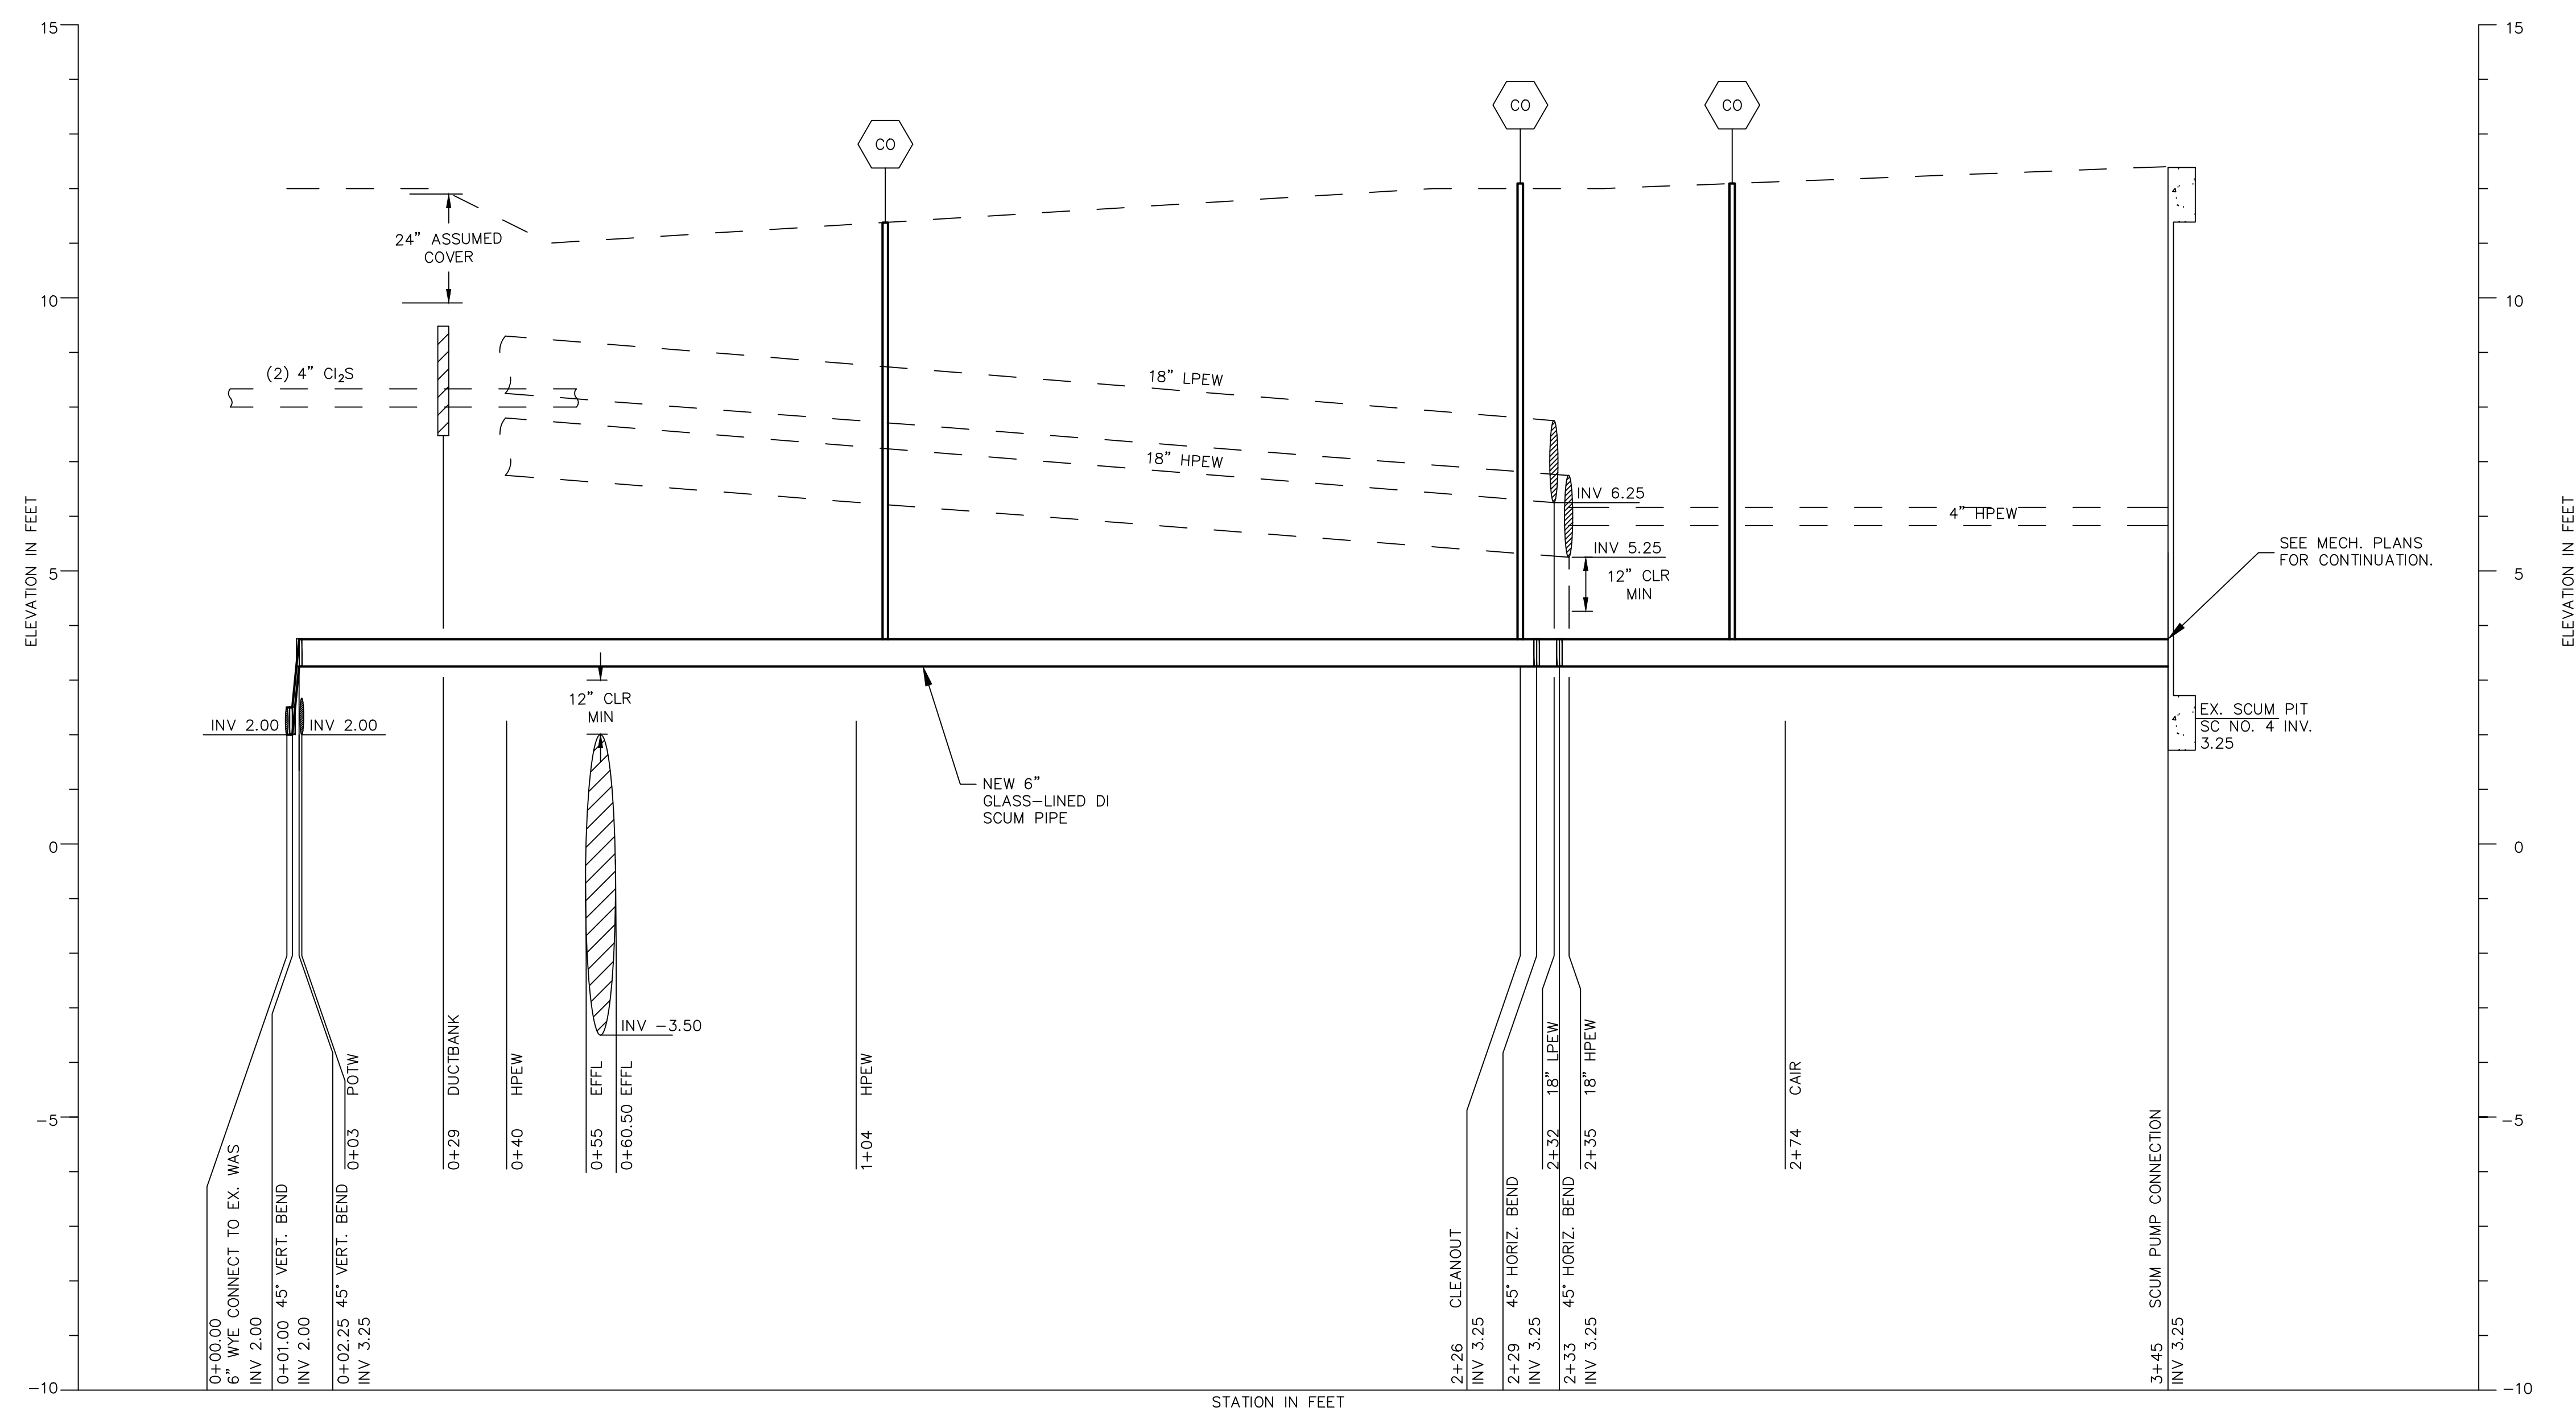 15
10
5
0
-5
-10
ELEVATION IN FEET
15
10
5
0
-5
-10
ELEVATION IN FEET
STATION IN FEET
CO
CO
CO
24" ASSUMED
COVER
(2) 4" Cl₂S
18" LPEW
18" HPEW
INV 6.25
4" HPEW
INV 5.25
12" CLR
MIN
SEE MECH. PLANS
FOR CONTINUATION.
INV 2.00
INV 2.00
12" CLR
MIN
EX. SCUM PIT
SC NO. 4 INV.
3.25
NEW 6"
GLASS-LINED DI
SCUM PIPE
INV -3.50
0+00.00
6" WYE CONNECT TO EX. WAS
INV 2.00
0+01.00 45° VERT. BEND
INV 2.00
0+02.25 45° VERT. BEND
INV 3.25
0+03 POTW
0+29 DUCTBANK
0+40 HPEW
0+55 EFFL
0+60.50 EFFL
1+04 HPEW
2+26 CLEANOUT
INV 3.25
2+29 45° HORIZ. BEND
INV 3.25
2+32 18" LPEW
2+33 45° HORIZ. BEND
INV 3.25
2+35 18" HPEW
2+74 CAIR
3+45 SCUM PUMP CONNECTION
INV 3.25